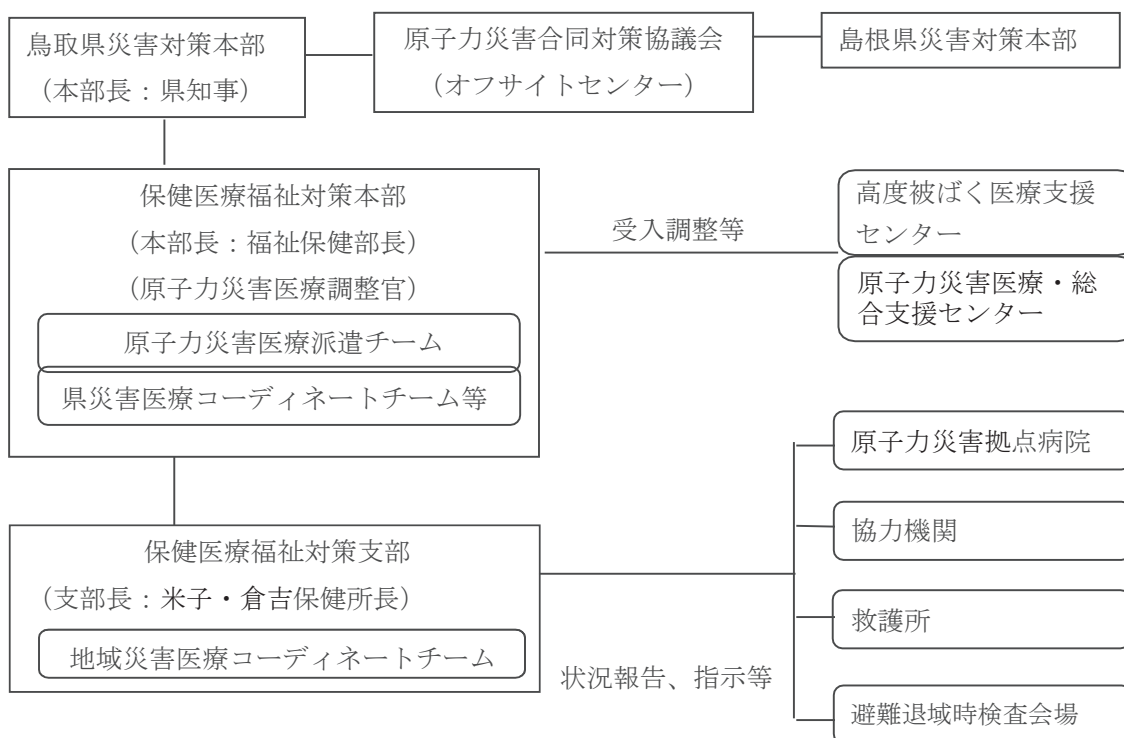 鳥取県災害対策本部
（本部長：県知事）
原子力災害合同対策協議会
（オフサイトセンター）
島根県災害対策本部
保健医療福祉対策本部
（本部長：福祉保健部長）
（原子力災害医療調整官）
原子力災害医療派遣チーム
県災害医療コーディネートチーム等
受入調整等
高度被ばく医療支援
センター
原子力災害医療・総
合支援センター
保健医療福祉対策支部
（支部長：米子・倉吉保健所長）
地域災害医療コーディネートチーム
状況報告、指示等
原子力災害拠点病院
協力機関
救護所
避難退域時検査会場